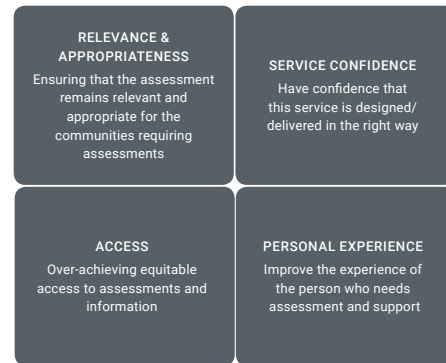 RELEVANCE &
APPROPRIATENESS
Ensuring that the assessment
remains relevant and
appropriate for the
communities requiring
assessments
SERVICE CONFIDENCE
Have confidence that
this service is designed/
delivered in the right way
ACCESS
Over-achieving equitable
access to assessments and
information
PERSONAL EXPERIENCE
Improve the experience of
the person who needs
assessment and support